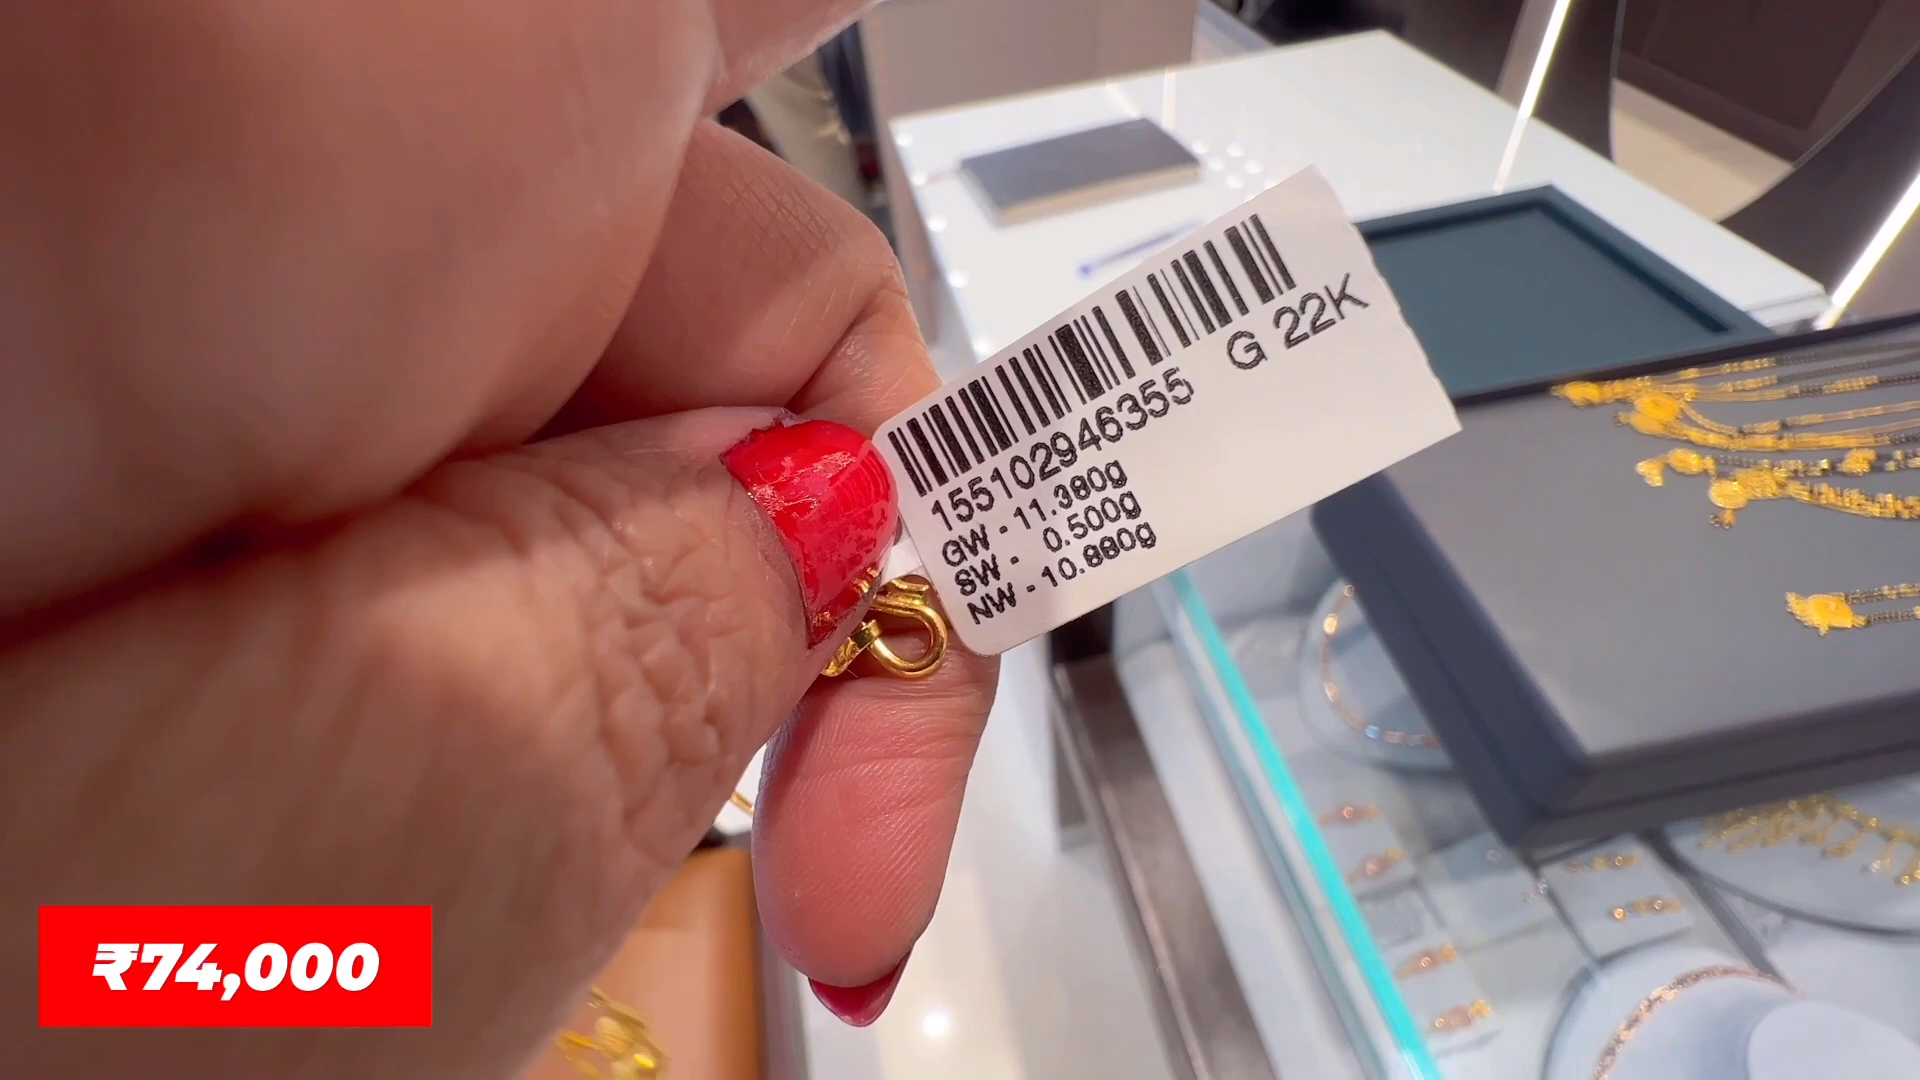 155102946355 G 22K
GW - 11.380g
SW - 0.500g
NW - 10.880g
₹74,000